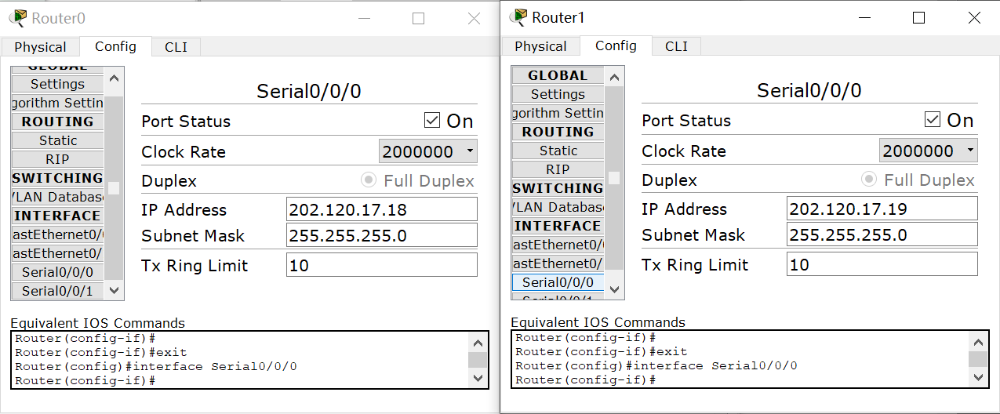 Router0
Physical Config CLI
GLOBAL
Settings
gorithm Settin
ROUTING
Static
RIP
SWITCHING
VLAN Database
INTERFACE
astEthernet0/
astEthernet0/
Serial0/0/0
Serial0/0/1
Serial0/0/0
Port Status On
Clock Rate 2000000
Duplex Full Duplex
IP Address 202.120.17.18
Subnet Mask 255.255.255.0
Tx Ring Limit 10
Equivalent IOS Commands
Router(config-if)#
Router(config-if)#exit
Router(config)#interface Serial0/0/0
Router(config-if)#
Router1
Physical Config CLI
GLOBAL
Settings
gorithm Settin
ROUTING
Static
RIP
SWITCHING
VLAN Database
INTERFACE
astEthernet0/
astEthernet0/
Serial0/0/0
Serial0/0/1
Serial0/0/0
Port Status On
Clock Rate 2000000
Duplex Full Duplex
IP Address 202.120.17.19
Subnet Mask 255.255.255.0
Tx Ring Limit 10
Equivalent IOS Commands
Router(config-if)#
Router(config-if)#exit
Router(config)#interface Serial0/0/0
Router(config-if)#